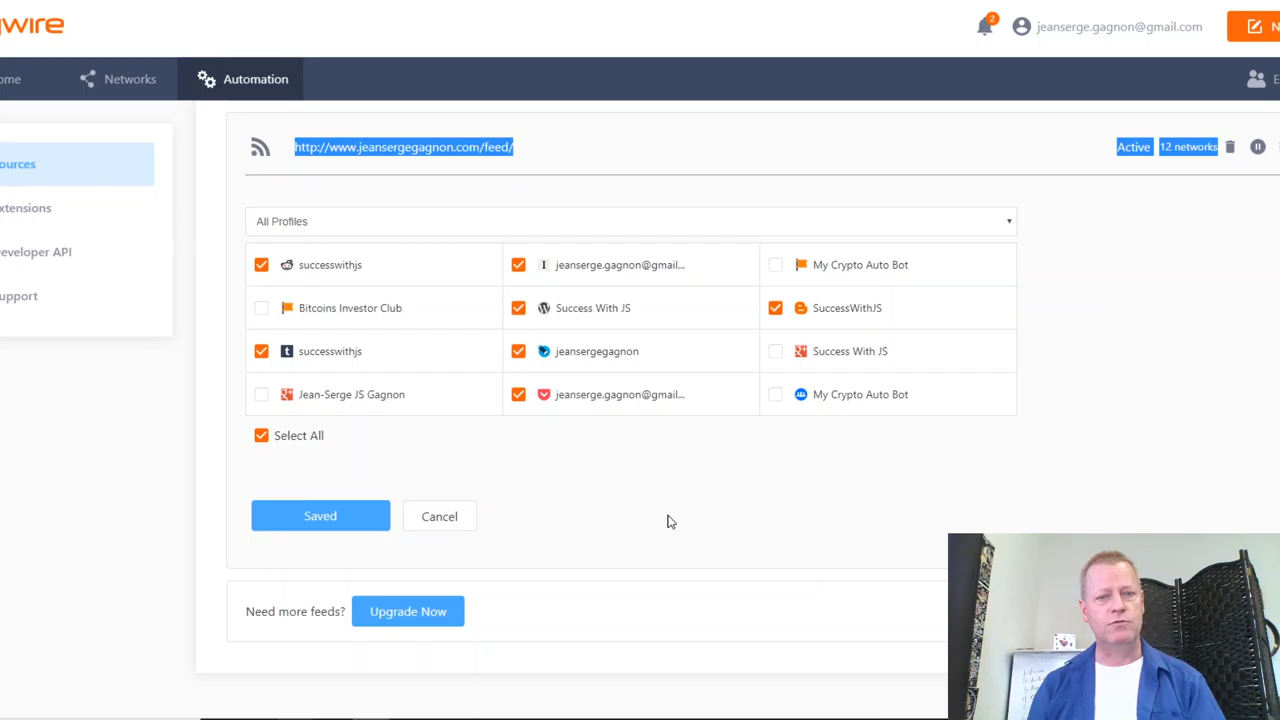 wire
2
jeanserge.gagnon@gmail.com
N
ome
Networks
Automation
E
ources
xtensions
eveloper API
upport
http://www.jeansergegagnon.com/feed/
Active
12 networks
All Profiles
successwithjs
I
jeanserge.gagnon@gmail...
My Crypto Auto Bot
Bitcoins Investor Club
Success With JS
SuccessWithJS
successwithjs
jeansergegagnon
Success With JS
Jean-Serge JS Gagnon
jeanserge.gagnon@gmail...
My Crypto Auto Bot
Select All
Saved
Cancel
Need more feeds?
Upgrade Now